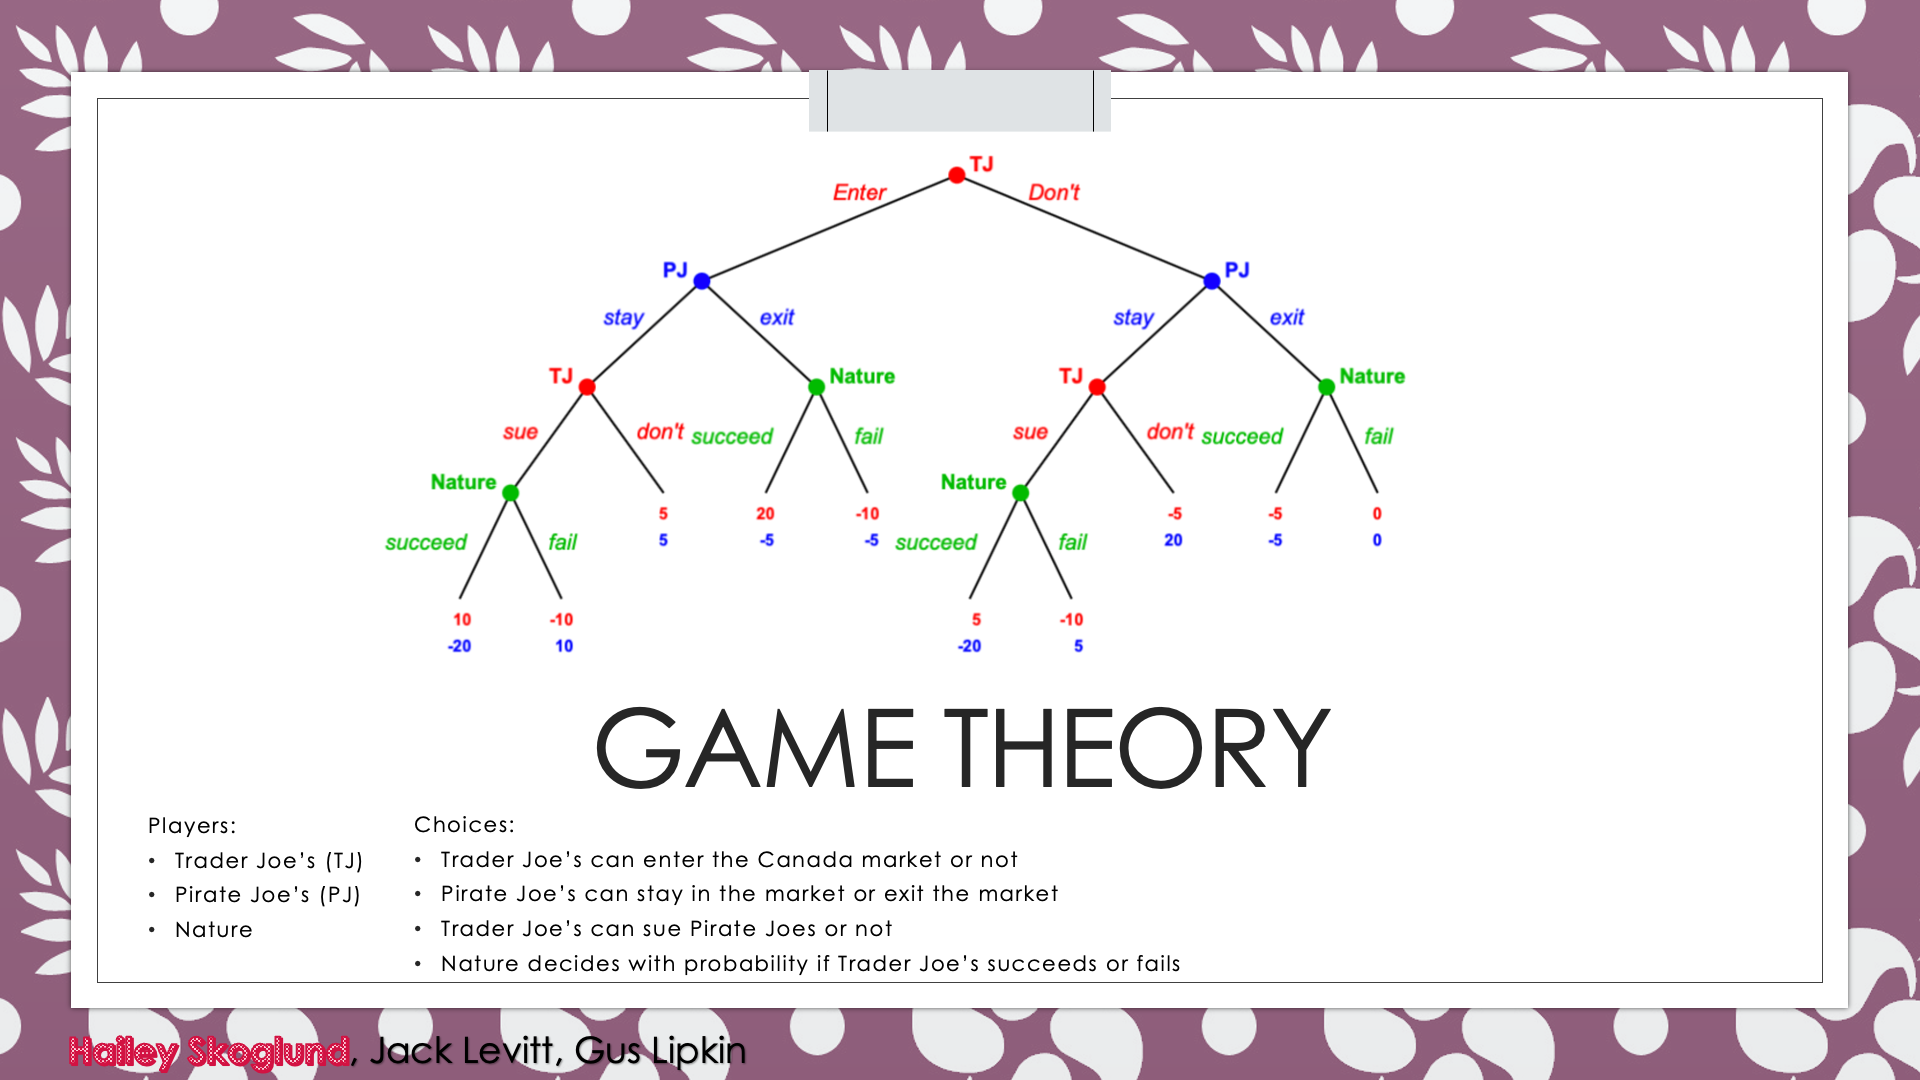 TJ
Enter Don't
PJ PJ
stay exit stay exit
TJ Nature TJ Nature
sue don't succeed fail sue don't succeed fail
Nature Nature
5 20 -10 -5 -5 0
5 -5 -5 20 -5 0
succeed fail succeed fail
10 -10 5 -10
-20 10 -20 5
GAME THEORY
Players:
• Trader Joe’s (TJ)
• Pirate Joe’s (PJ)
• Nature
Choices:
• Trader Joe’s can enter the Canada market or not
• Pirate Joe’s can stay in the market or exit the market
• Trader Joe’s can sue Pirate Joes or not
• Nature decides with probability if Trader Joe’s succeeds or fails
Hailey Skoglund, Jack Levitt, Gus Lipkin